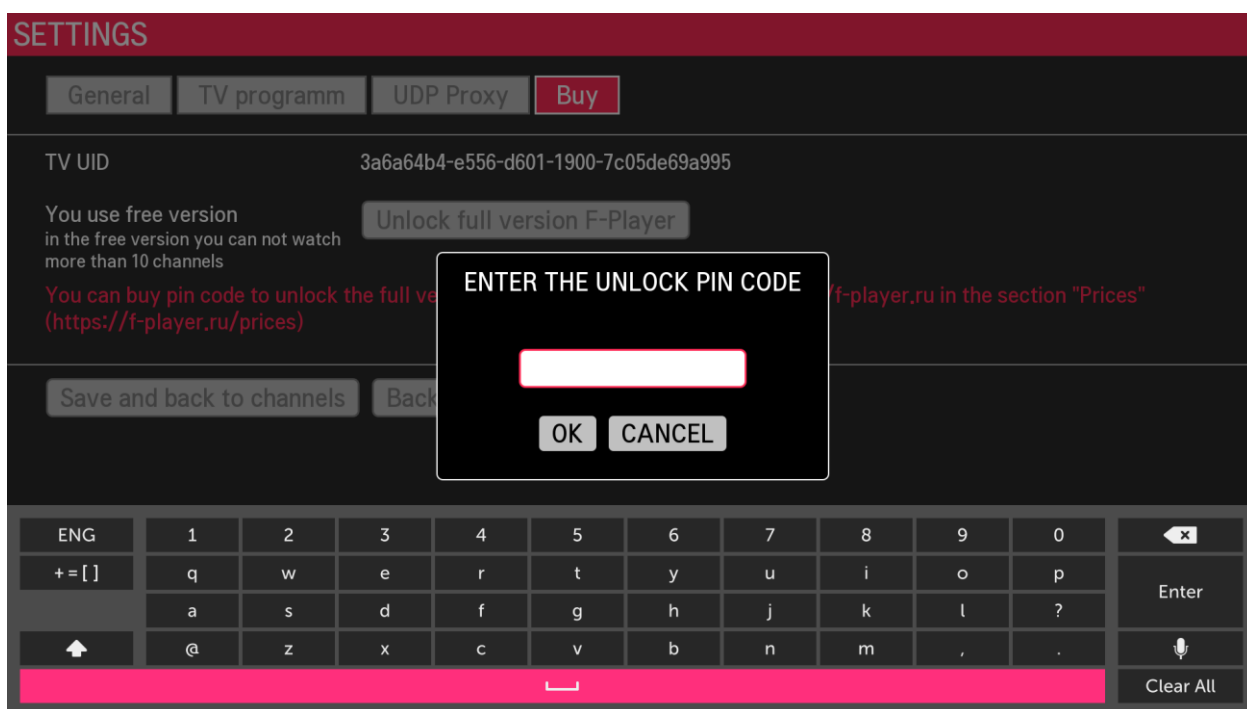 SETTINGS
General TV programm UDP Proxy Buy
TV UID 3a6a64b4-e556-d601-1900-7c05de69a995
You use free version Unlock full version F-Player
in the free version you can not watch
more than 10 channels
ENTER THE UNLOCK PIN CODE
You can buy pin code to unlock the full ve /f-player.ru in the section "Prices"
(https://f-player.ru/prices)
Save and back to channels Back
OK CANCEL
ENG 1 2 3 4 5 6 7 8 9 0
+=[] q w e r t y u i o p
Enter
a s d f g h j k l ?
@ z x c v b n m , .
Clear All